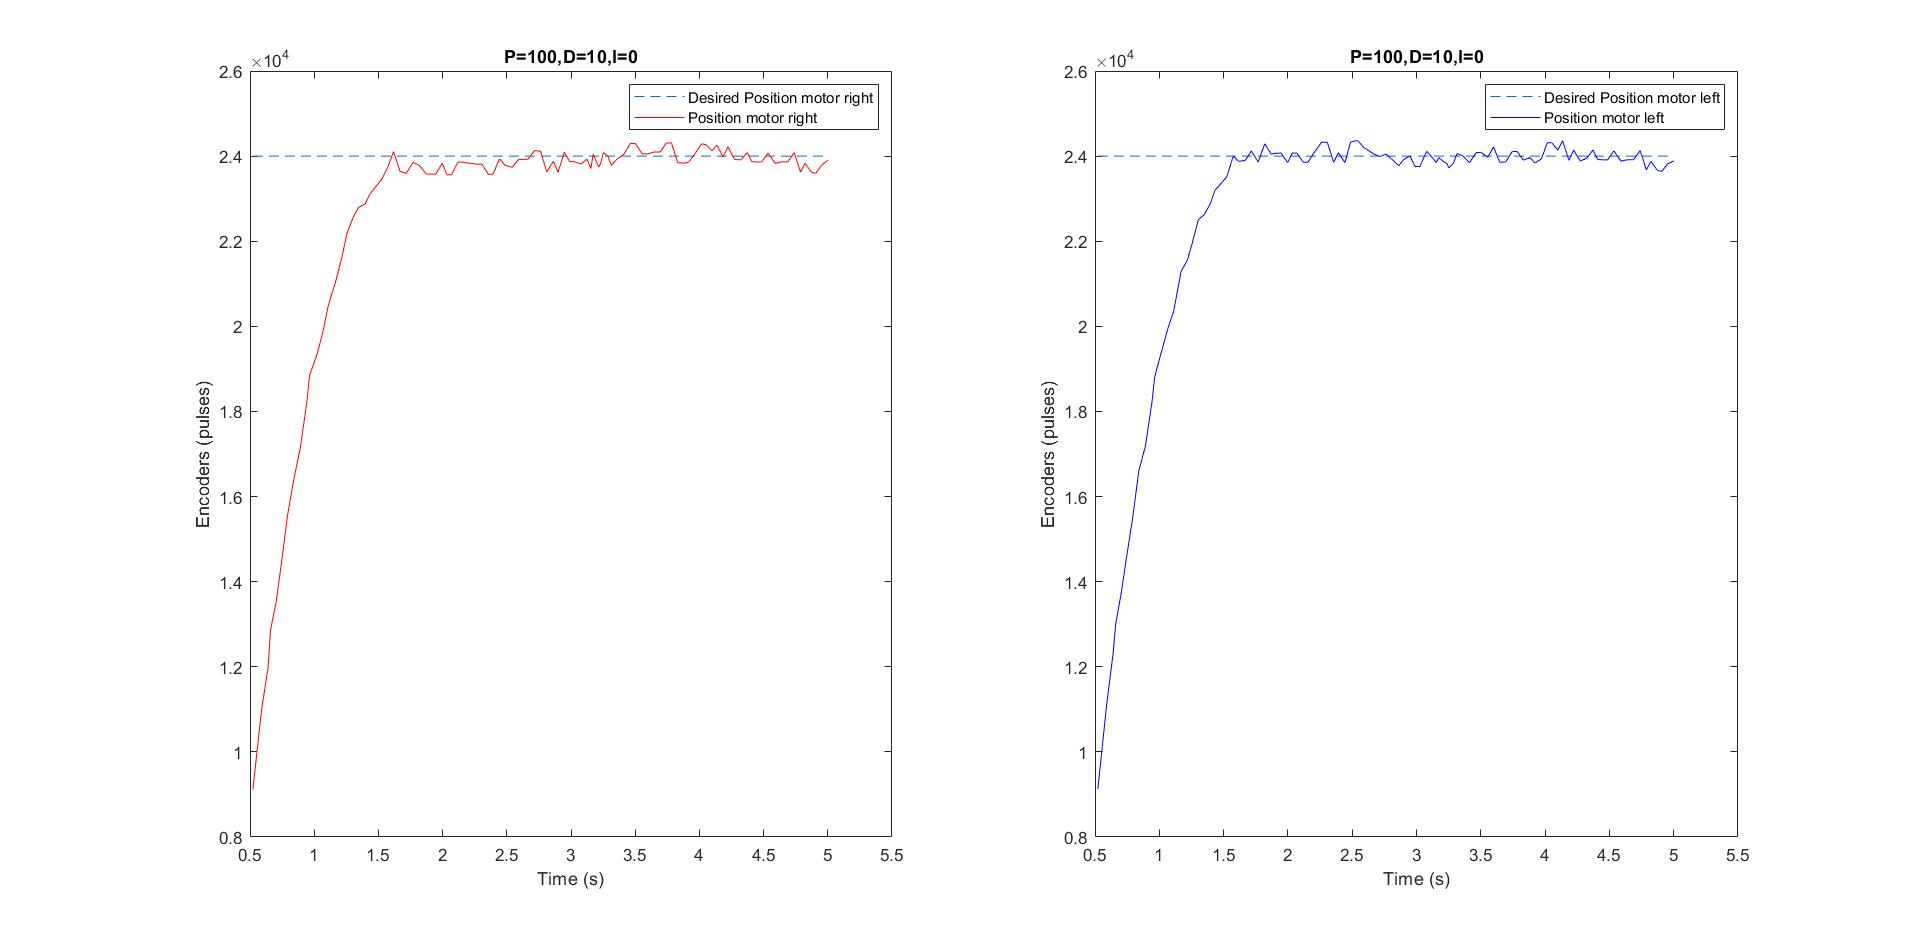 P=100,D=10,I=0
×10⁴
2.6
2.4
2.2
2
1.8
1.6
1.4
1.2
1
0.8
Encoders (pulses)
Desired Position motor right
Position motor right
0.5 1 1.5 2 2.5 3 3.5 4 4.5 5 5.5
Time (s)
P=100,D=10,I=0
×10⁴
2.6
2.4
2.2
2
1.8
1.6
1.4
1.2
1
0.8
Encoders (pulses)
Desired Position motor left
Position motor left
0.5 1 1.5 2 2.5 3 3.5 4 4.5 5 5.5
Time (s)